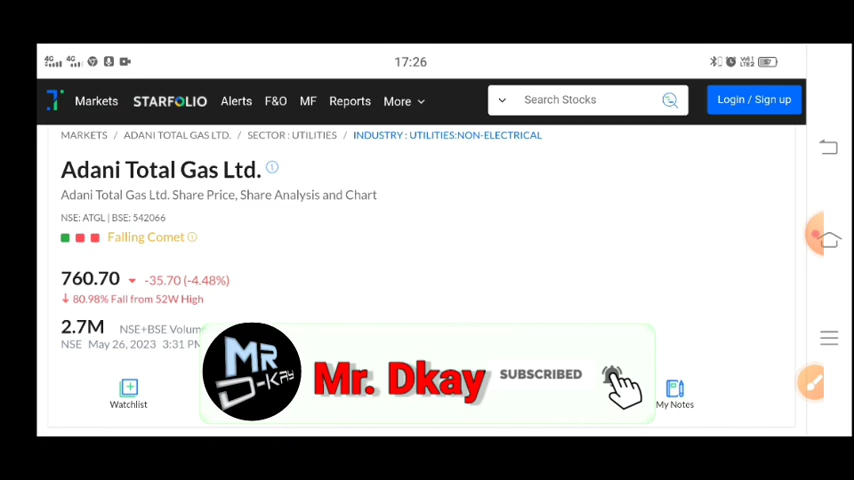 17:26
Markets STARFOLIO Alerts F&O MF Reports More Search Stocks Login / Sign up
MARKETS / ADANI TOTAL GAS LTD. / SECTOR : UTILITIES / INDUSTRY : UTILITIES:NON-ELECTRICAL
Adani Total Gas Ltd.
Adani Total Gas Ltd. Share Price, Share Analysis and Chart
NSE: ATGL | BSE: 542066
Falling Comet
760.70 -35.70 (-4.48%)
80.98% Fall from 52W High
2.7M NSE+BSE Volum
NSE May 26, 2023 3:31 PM
MR D-KAY
Mr. Dkay SUBSCRIBED
Watchlist My Notes